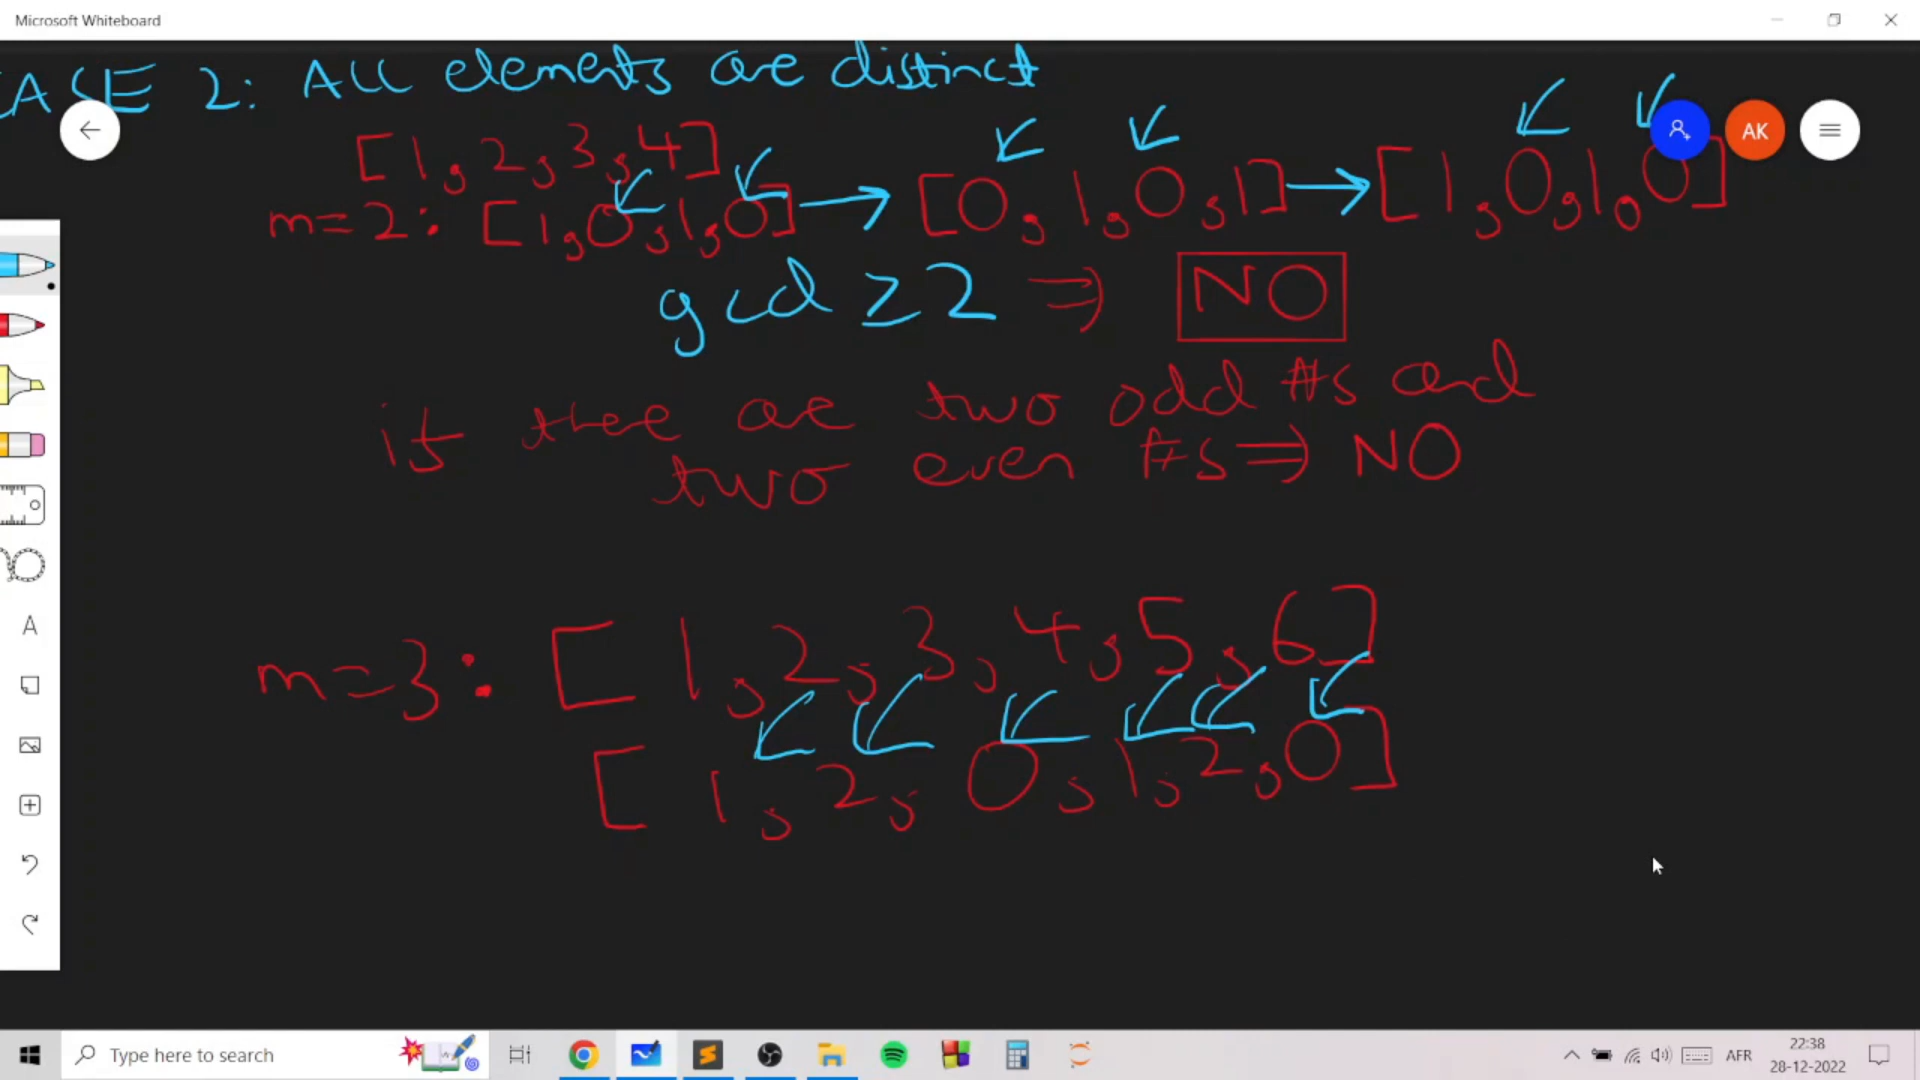 Microsoft Whiteboard
CASE 2: All elements are distinct
[1, 2, 3, 4]
m=2: [1, 0, 1, 0] → [0, 1, 0, 1] → [1, 0, 1, 0]
gcd ≥ 2 ⇒ NO
if there are two odd #s and
two even #s ⇒ NO
m=3: [1, 2, 3, 4, 5, 6]
[1, 2, 0, 1, 2, 0]
AK
A
Type here to search
AFR
22:38
28-12-2022